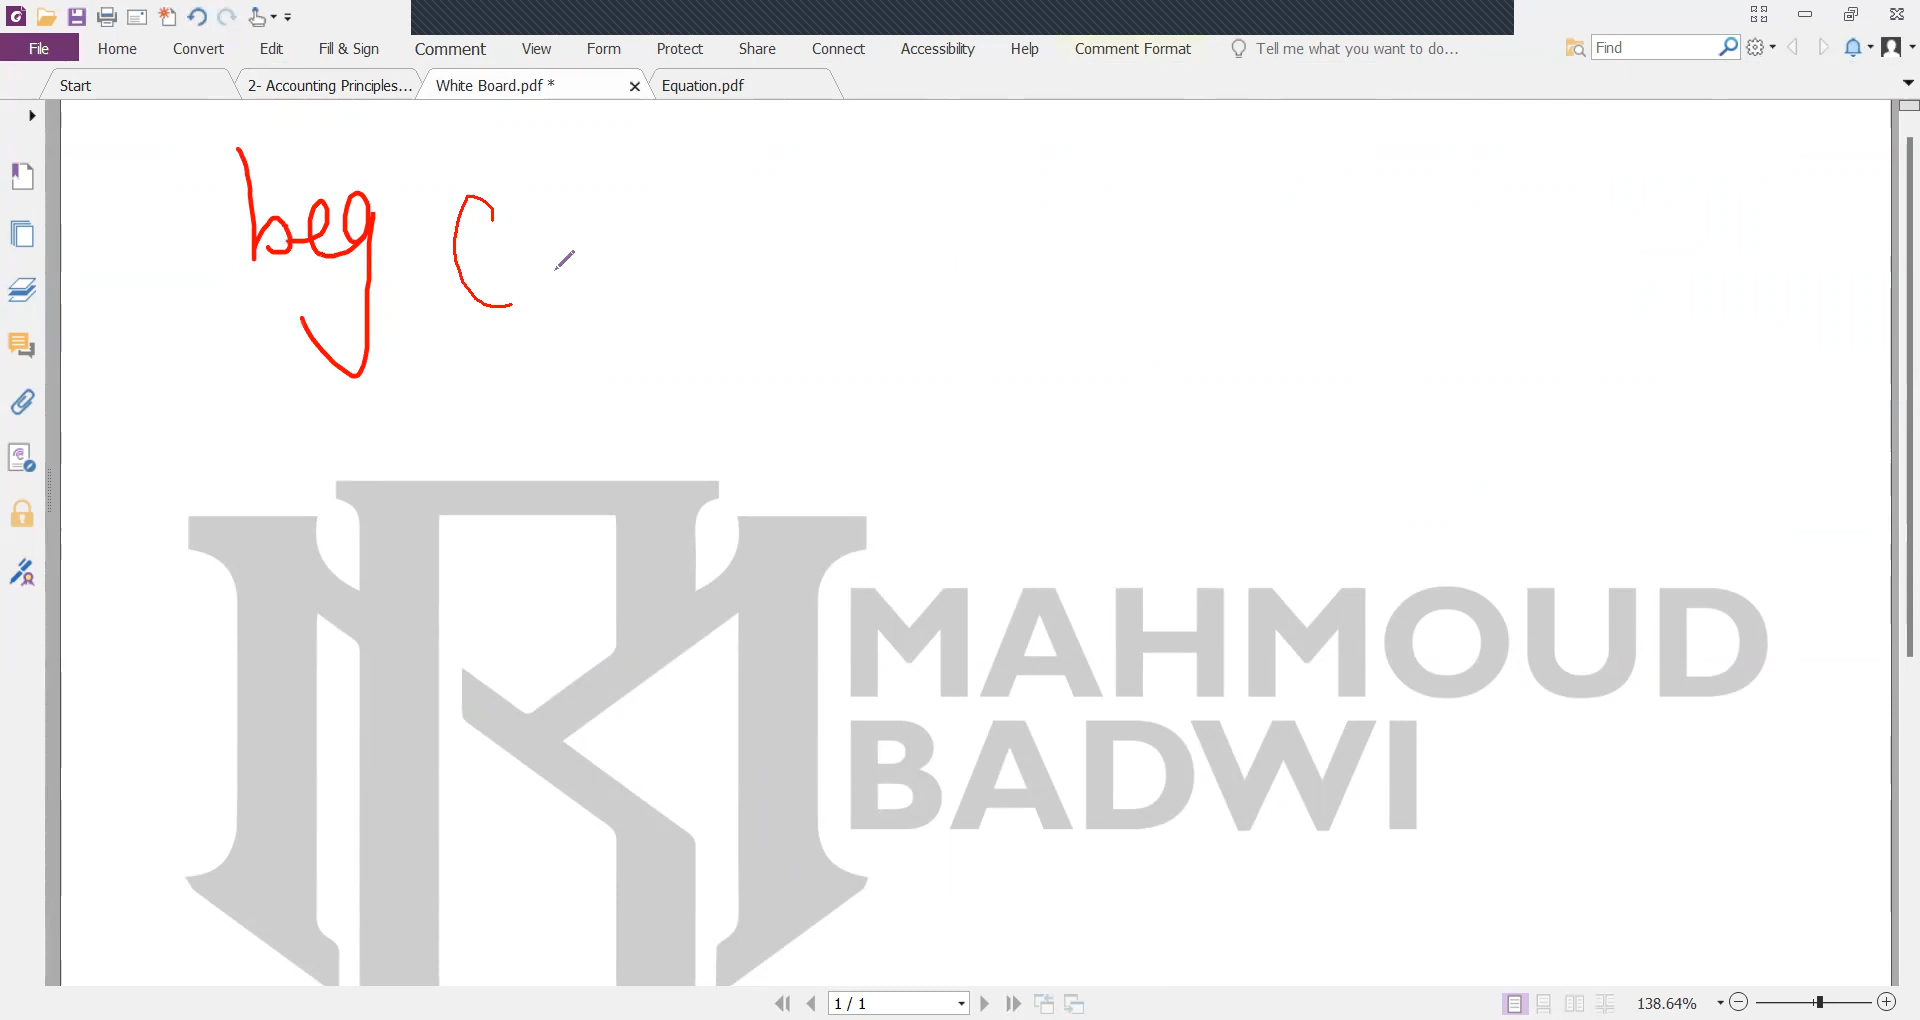 File Home Convert Edit Fill & Sign Comment View Form Protect Share Connect Accessibility Help Comment Format Tell me what you want to do... Find
Start 2- Accounting Principles... White Board.pdf * Equation.pdf
beg C
MAHMOUD
BADWI
1 / 1 138.64%